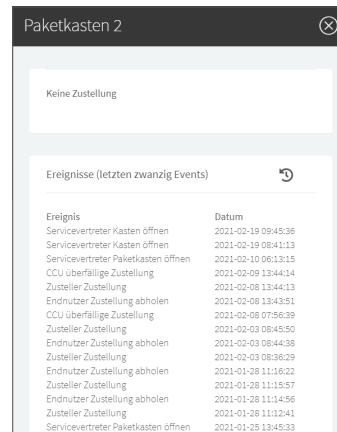 Paketkasten 2
Keine Zustellung
Ereignisse (letzten zwanzig Events)
Ereignis Datum
Servicevertreter Kasten öffnen 2021-02-19 09:45:36
Servicevertreter Kasten öffnen 2021-02-19 08:41:13
Servicevertreter Paketkasten öffnen 2021-02-10 06:13:15
CCU überfällige Zustellung 2021-02-09 13:44:14
Zusteller Zustellung 2021-02-08 13:44:13
Endnutzer Zustellung abholen 2021-02-08 13:43:51
CCU überfällige Zustellung 2021-02-08 07:56:39
Zusteller Zustellung 2021-02-03 08:45:50
Endnutzer Zustellung abholen 2021-02-03 08:44:38
Zusteller Zustellung 2021-02-03 08:36:29
Endnutzer Zustellung abholen 2021-01-28 11:16:22
Zusteller Zustellung 2021-01-28 11:15:57
Endnutzer Zustellung abholen 2021-01-28 11:14:56
Zusteller Zustellung 2021-01-28 11:12:41
Servicevertreter Paketkasten öffnen 2021-01-25 13:45:33